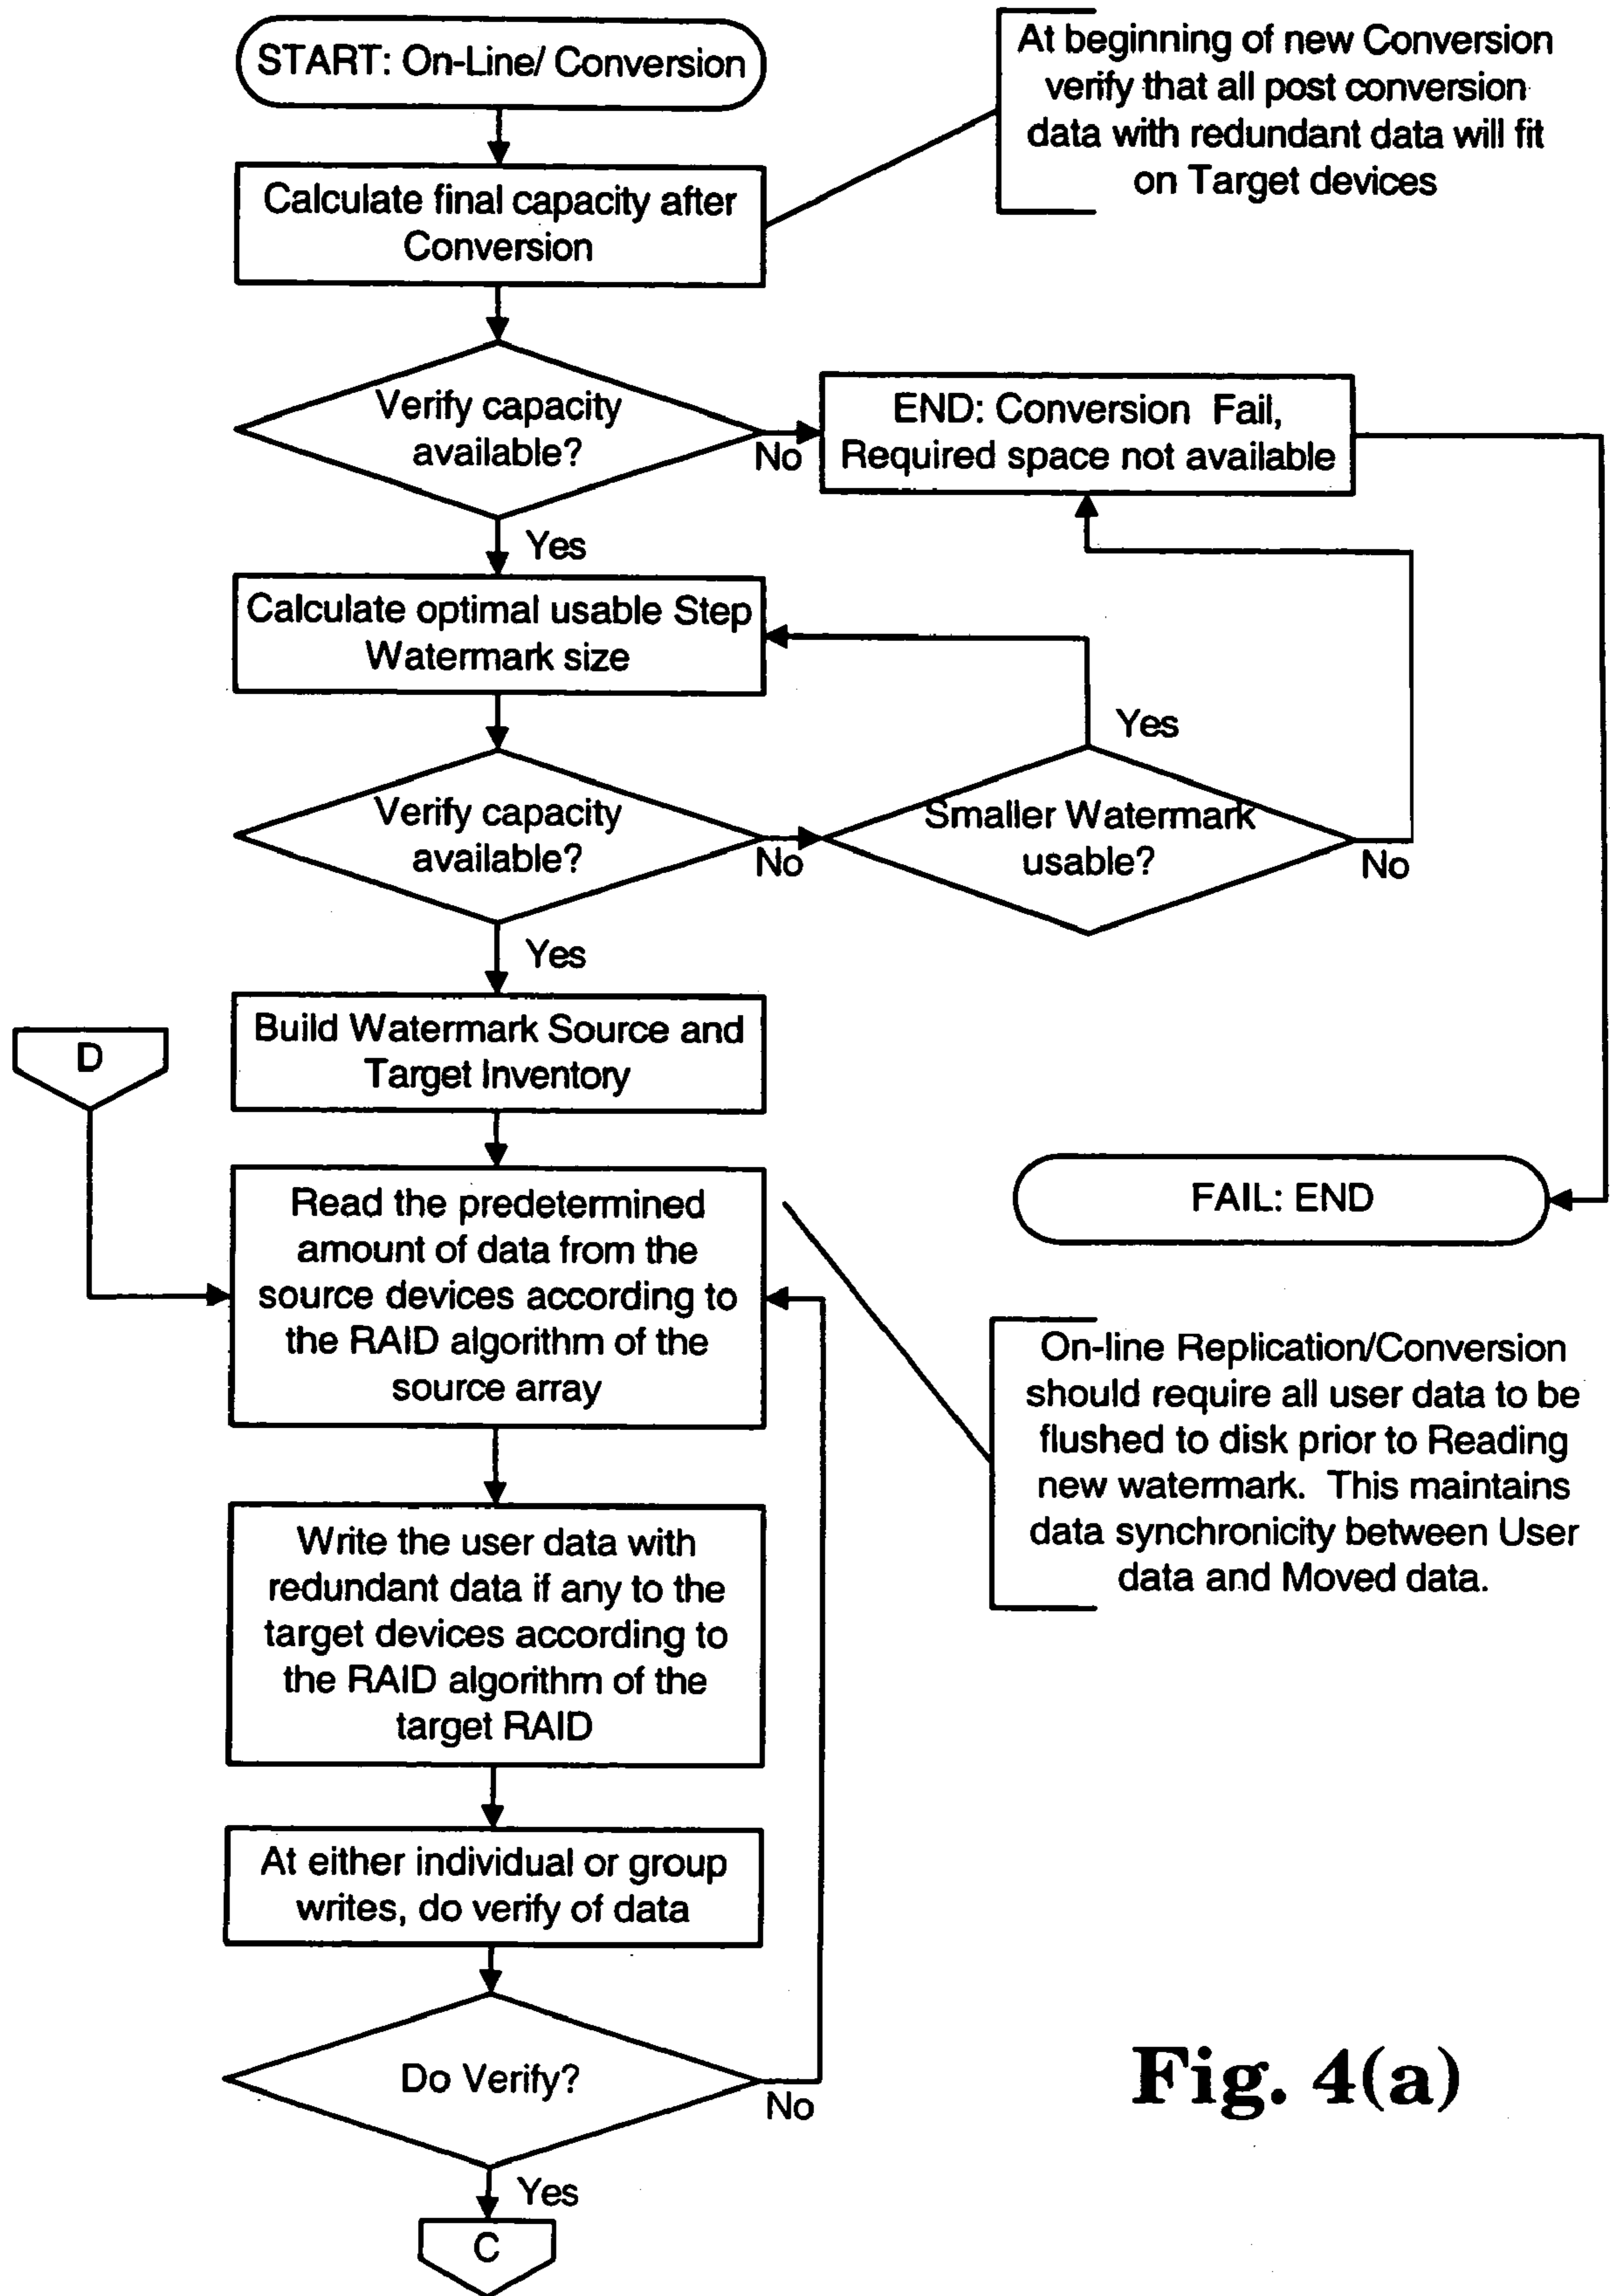 START: On-Line/ Conversion
At beginning of new Conversion
verify that all post conversion
data with redundant data will fit
on Target devices
Calculate final capacity after
Conversion
Verify capacity
available?
No
END: Conversion Fail,
Required space not available
Yes
Calculate optimal usable Step
Watermark size
Yes
Verify capacity
available?
No
Smaller Watermark
usable?
No
Yes
Build Watermark Source and
Target Inventory
D
Read the predetermined
amount of data from the
source devices according to
the RAID algorithm of the
source array
FAIL: END
On-line Replication/Conversion
should require all user data to be
flushed to disk prior to Reading
new watermark. This maintains
data synchronicity between User
data and Moved data.
Write the user data with
redundant data if any to the
target devices according to
the RAID algorithm of the
target RAID
At either individual or group
writes, do verify of data
Do Verify?
No
Yes
C
Fig. 4(a)